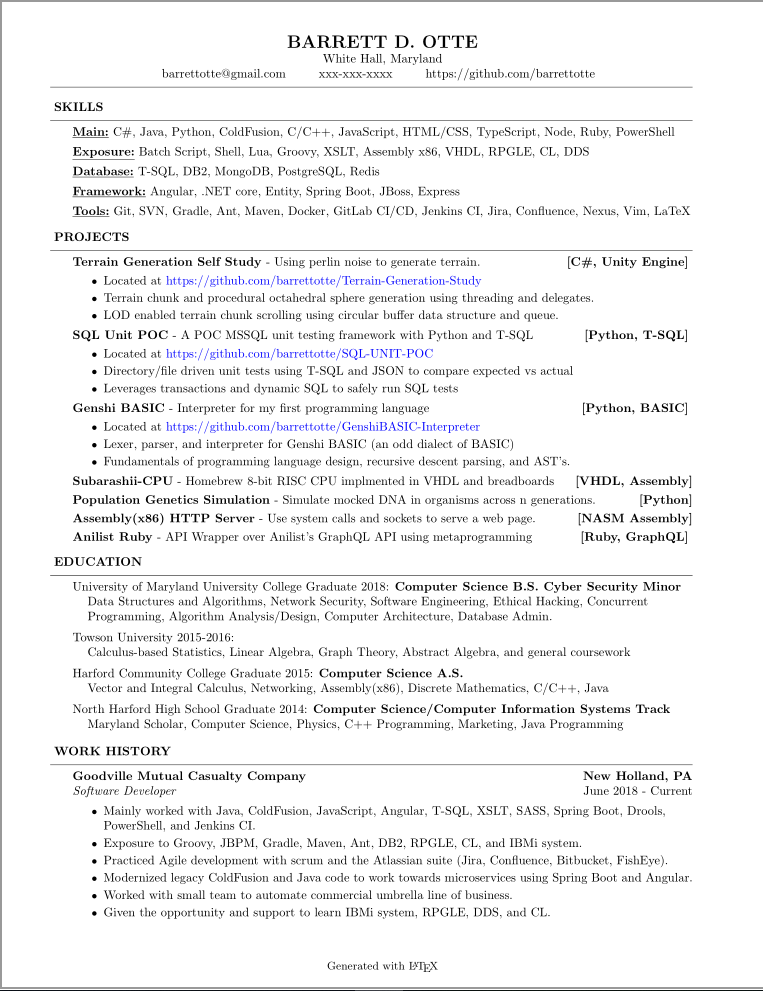 BARRETT D. OTTE
White Hall, Maryland
barrettotte@gmail.com xxx-xxx-xxxx https://github.com/barrettotte
SKILLS
Main: C#, Java, Python, ColdFusion, C/C++, JavaScript, HTML/CSS, TypeScript, Node, Ruby, PowerShell
Exposure: Batch Script, Shell, Lua, Groovy, XSLT, Assembly x86, VHDL, RPGLE, CL, DDS
Database: T-SQL, DB2, MongoDB, PostgreSQL, Redis
Framework: Angular, .NET core, Entity, Spring Boot, JBoss, Express
Tools: Git, SVN, Gradle, Ant, Maven, Docker, GitLab CI/CD, Jenkins CI, Jira, Confluence, Nexus, Vim, LaTeX
PROJECTS
Terrain Generation Self Study - Using perlin noise to generate terrain. [C#, Unity Engine]
• Located at https://github.com/barrettotte/Terrain-Generation-Study
• Terrain chunk and procedural octahedral sphere generation using threading and delegates.
• LOD enabled terrain chunk scrolling using circular buffer data structure and queue.
SQL Unit POC - A POC MSSQL unit testing framework with Python and T-SQL [Python, T-SQL]
• Located at https://github.com/barrettotte/SQL-UNIT-POC
• Directory/file driven unit tests using T-SQL and JSON to compare expected vs actual
• Leverages transactions and dynamic SQL to safely run SQL tests
Genshi BASIC - Interpreter for my first programming language [Python, BASIC]
• Located at https://github.com/barrettotte/GenshiBASIC-Interpreter
• Lexer, parser, and interpreter for Genshi BASIC (an odd dialect of BASIC)
• Fundamentals of programming language design, recursive descent parsing, and AST's.
Subarashii-CPU - Homebrew 8-bit RISC CPU implmented in VHDL and breadboards [VHDL, Assembly]
Population Genetics Simulation - Simulate mocked DNA in organisms across n generations. [Python]
Assembly(x86) HTTP Server - Use system calls and sockets to serve a web page. [NASM Assembly]
Anilist Ruby - API Wrapper over Anilist's GraphQL API using metaprogramming [Ruby, GraphQL]
EDUCATION
University of Maryland University College Graduate 2018: Computer Science B.S. Cyber Security Minor
Data Structures and Algorithms, Network Security, Software Engineering, Ethical Hacking, Concurrent
Programming, Algorithm Analysis/Design, Computer Architecture, Database Admin.
Towson University 2015-2016:
Calculus-based Statistics, Linear Algebra, Graph Theory, Abstract Algebra, and general coursework
Harford Community College Graduate 2015: Computer Science A.S.
Vector and Integral Calculus, Networking, Assembly(x86), Discrete Mathematics, C/C++, Java
North Harford High School Graduate 2014: Computer Science/Computer Information Systems Track
Maryland Scholar, Computer Science, Physics, C++ Programming, Marketing, Java Programming
WORK HISTORY
Goodville Mutual Casualty Company New Holland, PA
Software Developer June 2018 - Current
• Mainly worked with Java, ColdFusion, JavaScript, Angular, T-SQL, XSLT, SASS, Spring Boot, Drools,
PowerShell, and Jenkins CI.
• Exposure to Groovy, JBPM, Gradle, Maven, Ant, DB2, RPGLE, CL, and IBMi system.
• Practiced Agile development with scrum and the Atlassian suite (Jira, Confluence, Bitbucket, FishEye).
• Modernized legacy ColdFusion and Java code to work towards microservices using Spring Boot and Angular.
• Worked with small team to automate commercial umbrella line of business.
• Given the opportunity and support to learn IBMi system, RPGLE, DDS, and CL.
Generated with LATEX